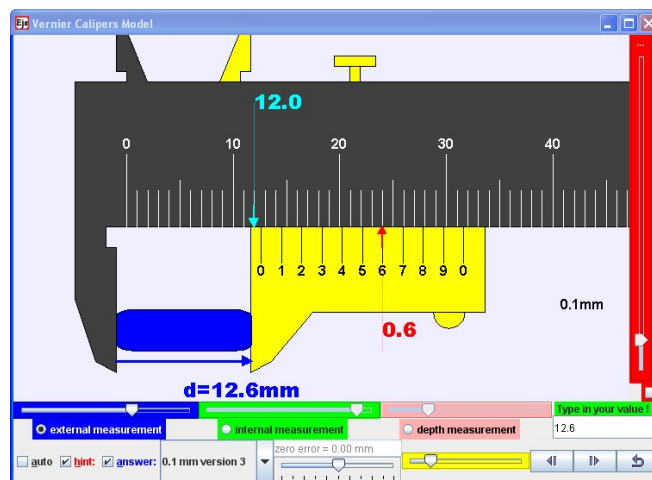 Ejs Vernier Calipers Model
...
12.0
0 10 20 30 40
0 1 2 3 4 5 6 7 8 9 0
0.1mm
0.6
d=12.6mm
Type in your value !
external measurement internal measurement depth measurement 12.6
auto hint: answer: 0.1 mm version 3 zero error = 0.00 mm